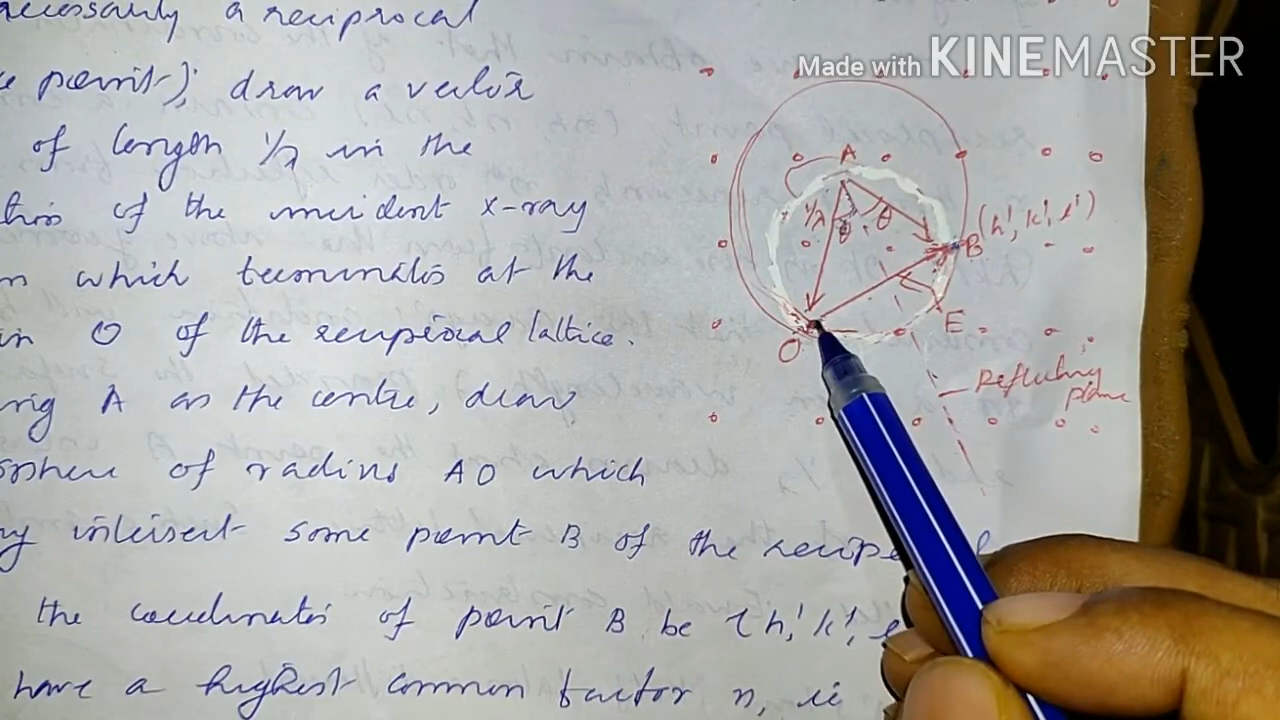 Made with KINEMASTER
necessarily a reciprocal
point); draw a vector
of length 1/λ in the
of the incident X-ray
which terminates at the
O of the reciprocal lattice.
A as the centre, draw
sphere of radius AO which
intersect some point B of the
the coordinates of point B be (h', k',
have a highest common factor n, ie
A
1/λ
θ
θ
B (h', k', l')
E
O
Reflecting
plane